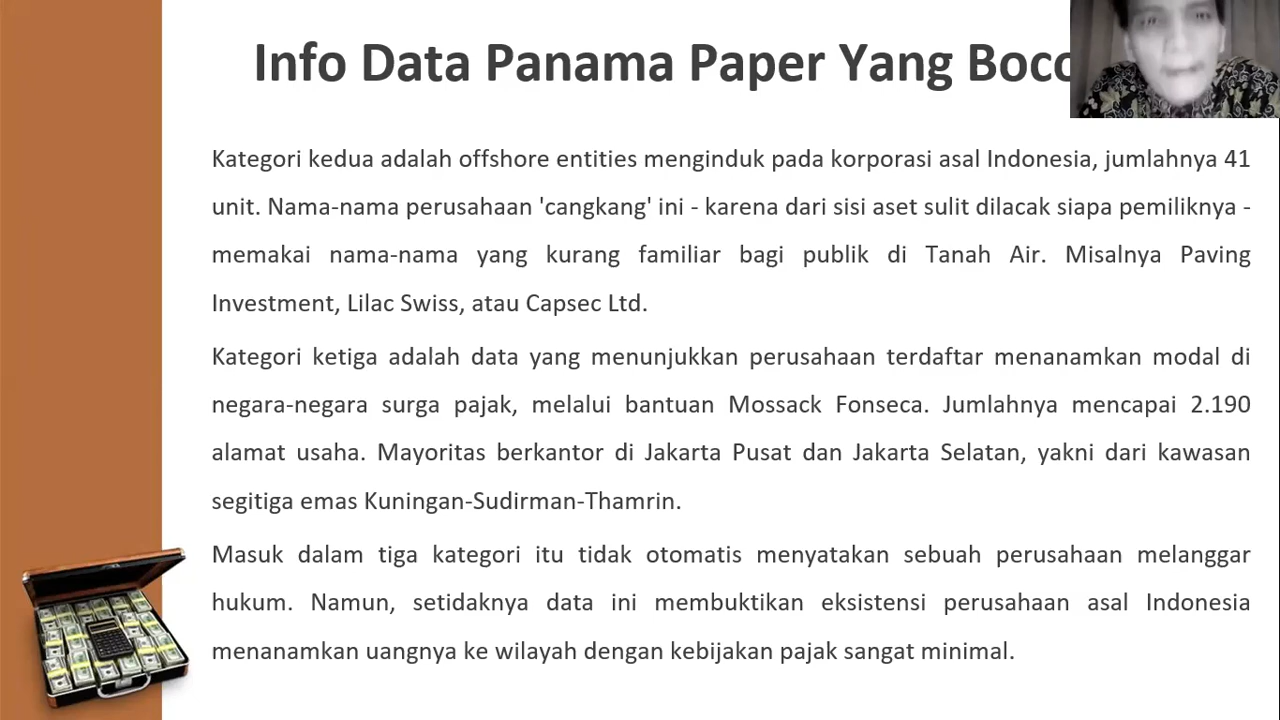 Info Data Panama Paper Yang
Kategori kedua adalah offshore entities menginduk pada korporasi asal Indonesia, jumlahnya 41
unit. Nama-nama perusahaan 'cangkang' ini - karena dari sisi aset sulit dilacak siapa pemiliknya -
memakai nama-nama yang kurang familiar bagi publik di Tanah Air. Misalnya Paving
Investment, Lilac Swiss, atau Capsec Ltd.
Kategori ketiga adalah data yang menunjukkan perusahaan terdaftar menanamkan modal di
negara-negara surga pajak, melalui bantuan Mossack Fonseca. Jumlahnya mencapai 2.190
alamat usaha. Mayoritas berkantor di Jakarta Pusat dan Jakarta Selatan, yakni dari kawasan
segitiga emas Kuningan-Sudirman-Thamrin.
Masuk dalam tiga kategori itu tidak otomatis menyatakan sebuah perusahaan melanggar
hukum. Namun, setidaknya data ini membuktikan eksistensi perusahaan asal Indonesia
menanamkan uangnya ke wilayah dengan kebijakan pajak sangat minimal.